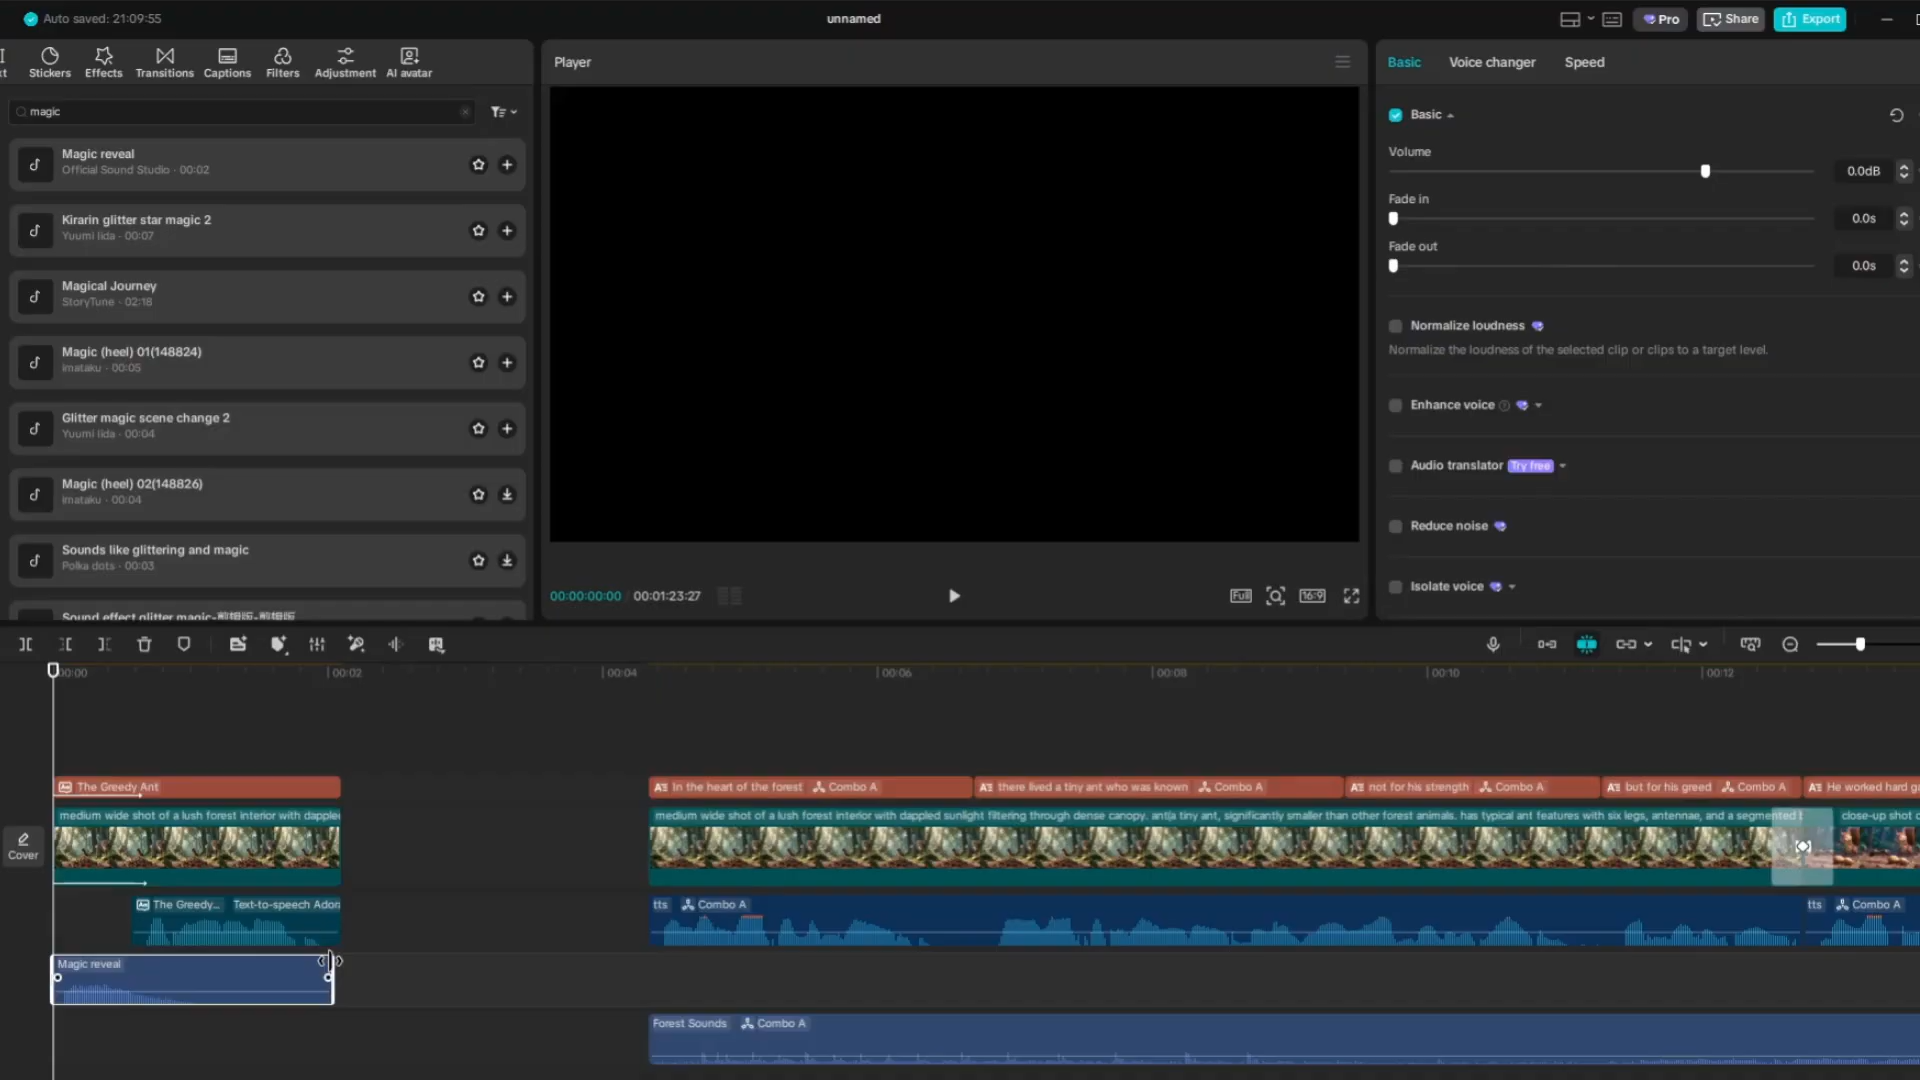 Auto saved: 21:09:55
unnamed
Pro
Share
Export
Stickers
Effects
Transitions
Captions
Filters
Adjustment
AI avatar
magic
Magic reveal
Official Sound Studio · 00:02
Kirarin glitter star magic 2
Yuumi Iida · 00:07
Magical Journey
StoryTune · 02:18
Magic (heel) 01(148824)
imataku · 00:05
Glitter magic scene change 2
Yuumi Iida · 00:04
Magic (heel) 02(148826)
imataku · 00:04
Sounds like glittering and magic
Polka dots · 00:03
Sound effect glitter magic-剪辑版-剪辑版
Player
00:00:00:00 / 00:01:23:27
Full
16:9
Basic
Voice changer
Speed
Basic
Volume
0.0dB
Fade in
0.0s
Fade out
0.0s
Normalize loudness
Normalize the loudness of the selected clip or clips to a target level.
Enhance voice
Audio translator Try free
Reduce noise
Isolate voice
00:00
00:02
00:04
00:06
00:08
00:10
00:12
The Greedy Ant
In the heart of the forest Combo A
there lived a tiny ant who was known Combo A
not for his strength Combo A
but for his greed Combo A
He worked hard
Cover
medium wide shot of a lush forest interior with
medium wide shot of a lush forest interior with dappled sunlight filtering through dense canopy. ant|a tiny ant, significantly smaller than other forest animals. has typical ant features with six legs, antennae, and a segmented
close-up shot
The Greedy...
Text-to-speech
tts Combo A
tts Combo A
Magic reveal
Forest Sounds Combo A